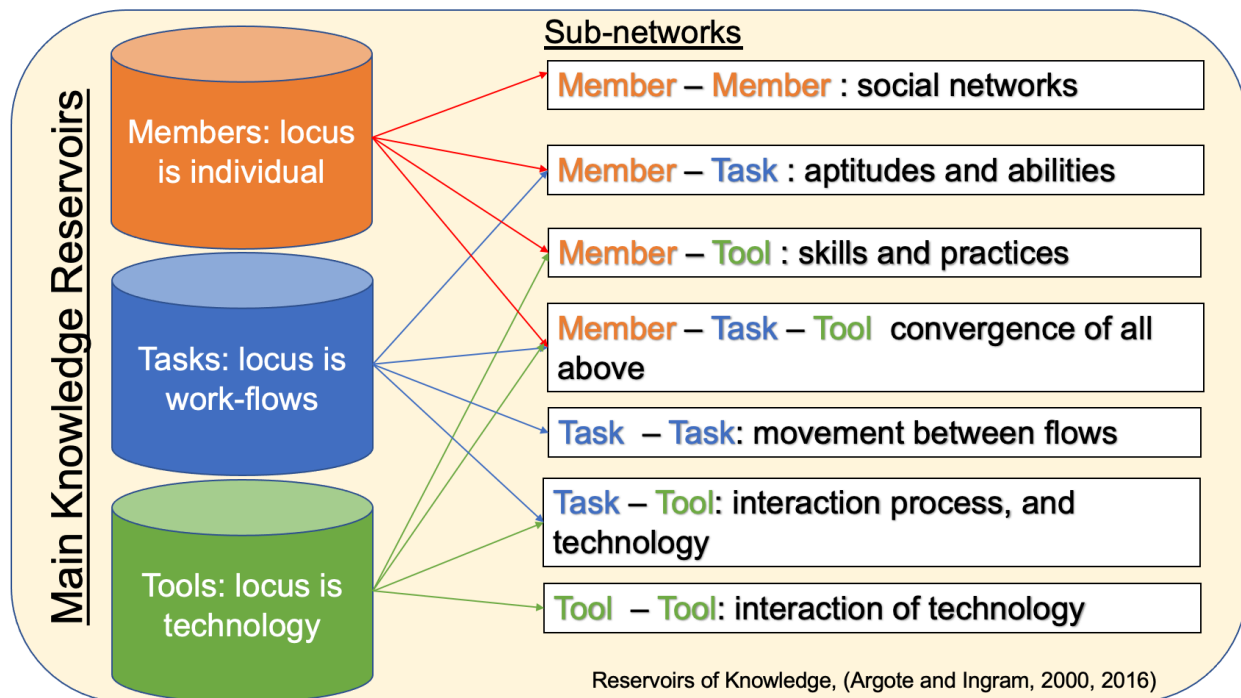 Main Knowledge Reservoirs
Members: locus
is individual
Tasks: locus is
work-flows
Tools: locus is
technology
Sub-networks
Member – Member : social networks
Member – Task : aptitudes and abilities
Member – Tool : skills and practices
Member – Task – Tool convergence of all
above
Task – Task: movement between flows
Task – Tool: interaction process, and
technology
Tool – Tool: interaction of technology
Reservoirs of Knowledge, (Argote and Ingram, 2000, 2016)